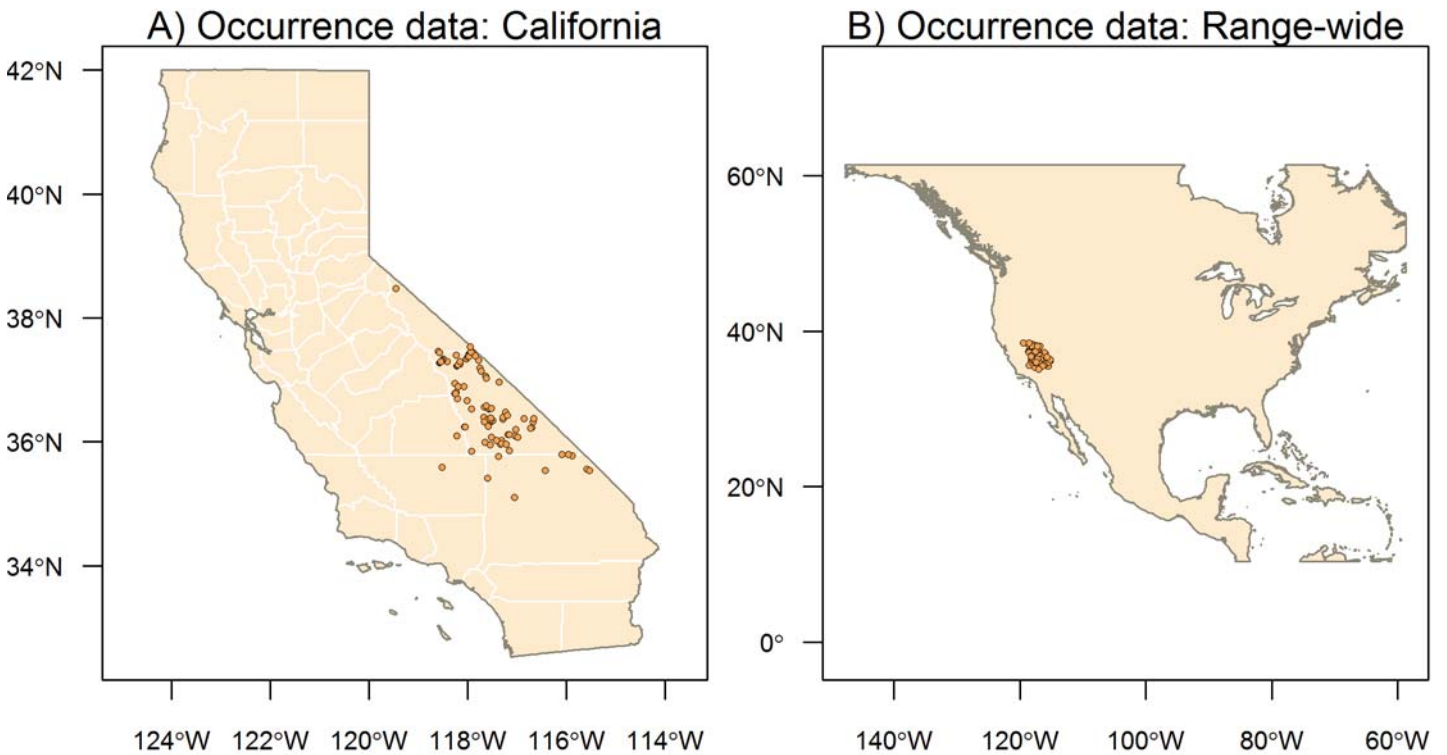 A) Occurrence data: California
42°N
40°N
38°N
36°N
34°N
124°W 122°W 120°W 118°W 116°W 114°W
B) Occurrence data: Range-wide
60°N
40°N
20°N
0°
140°W 120°W 100°W 80°W 60°W